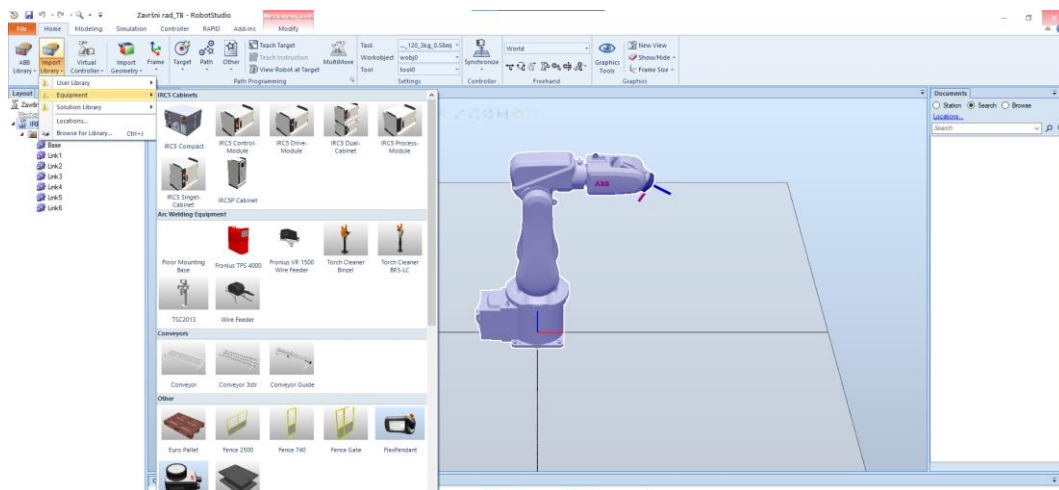 Završni rad_TB - RobotStudio
File Home Modeling Simulation Controller RAPID Add-Ins Modify
ABB Library
Import Library
Virtual Controller
Import Geometry
Frame
Target
Path
Other
Teach Target
Teach Instruction
View Robot at Target
MultiMove
Path Programming
Task ..._120_3kg_0.58m)
Workobject wobj0
Tool tool0
Settings
Synchronize
Controller
World
Freehand
Graphics Tools
New View
Show/Hide
Frame Size
Graphics
User Library
Equipment
Solution Library
Locations...
Browse for Library... Ctrl+J
Layout
Base
Link1
Link2
Link3
Link4
Link5
Link6
IRC5 Cabinets
IRC5 Compact
IRC5 Control-Module
IRC5 Drive-Module
IRC5 Dual-Cabinet
IRC5 Process-Module
IRC5 Singel-Cabinet
IRC5P Cabinet
Arc Welding Equipment
Floor Mounting Base
Fronius TPS 4000
Fronius VR 1500 Wire Feeder
Torch Cleaner Binzel
Torch Cleaner BRS-LC
TSC2013
Wire Feeder
Conveyors
Conveyor
Conveyor 3str
Conveyor Guide
Other
Euro Pallet
Fence 2500
Fence 740
Fence Gate
FlexPendant
ABB
Documents
Station Search Browse
Locations...
Search